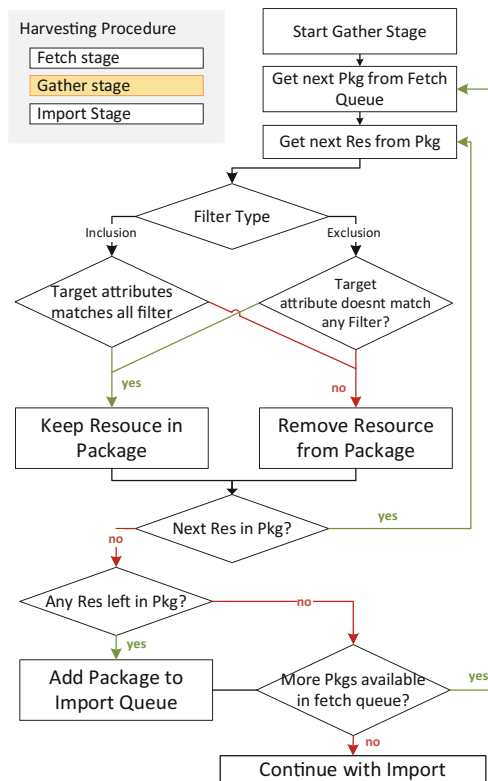 Harvesting Procedure
Fetch stage
Gather stage
Import Stage
Start Gather Stage
Get next Pkg from Fetch
Queue
Get next Res from Pkg
Filter Type
Inclusion
Exclusion
Target attributes
matches all filter
Target
attribute doesnt match
any Filter?
yes
no
Keep Resouce in
Package
Remove Resource
from Package
Next Res in Pkg?
yes
no
Any Res left in Pkg?
no
yes
Add Package to
Import Queue
More Pkgs available
in fetch queue?
yes
no
Continue with Import